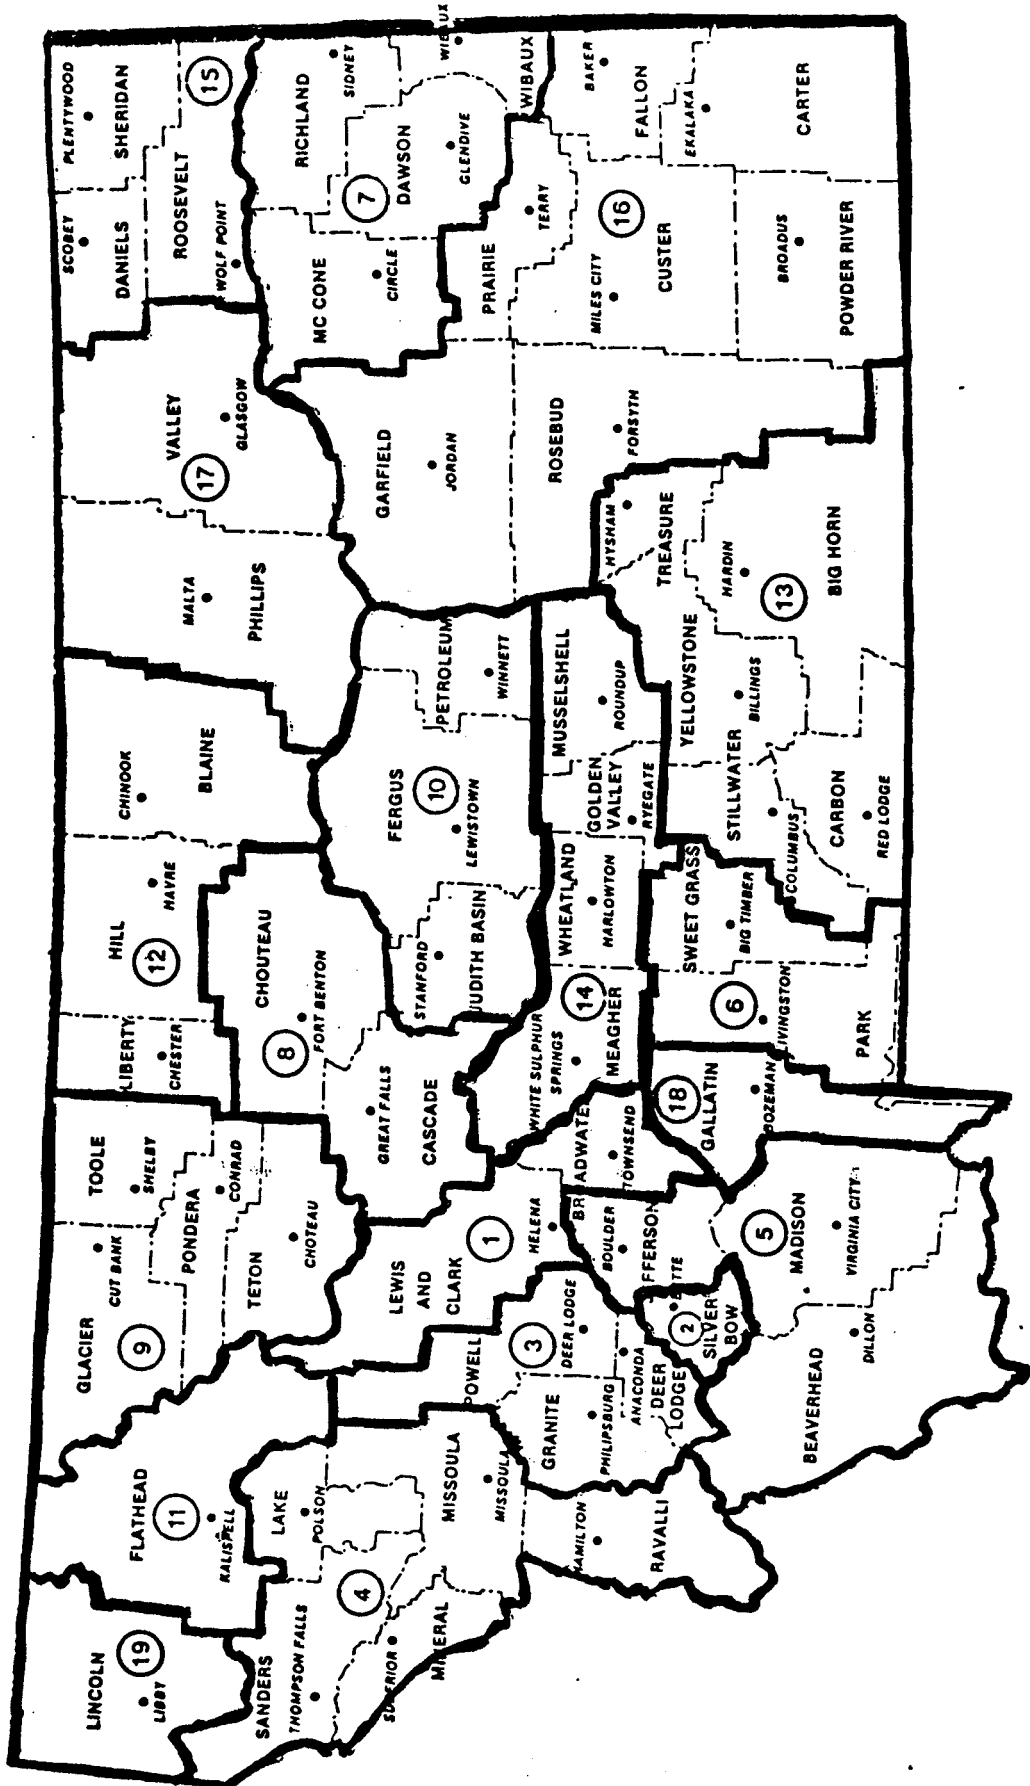 LINCOLN
19
LIBBY
FLATHEAD
11
KALISPELL
GLACIER
CUT BANK
9
TOOLE
SHELBY
PONDERA
CONRAD
TETON
CHOTEAU
LIBERTY
CHESTER
HILL
12
HAVRE
CHINOOK
BLAINE
MALTA
PHILLIPS
VALLEY
17
GLASGOW
SCOBEY
DANIELS
PLENTYWOOD
SHERIDAN
ROOSEVELT
15
WOLF POINT
SANDERS
THOMPSON FALLS
SUPERIOR
MINERAL
4
LAKE
POLSON
MISSOULA
MISSOULA
POWELL
LEWIS
AND
CLARK
1
HELENA
CHOUTEAU
8
FORT BENTON
GREAT FALLS
CASCADE
STANFORD
JUDITH BASIN
FERGUS
10
LEWISTOWN
PETROLEUM
WINNETT
GARFIELD
JORDAN
MC CONE
CIRCLE
RICHLAND
SIDNEY
7
DAWSON
GLENDIVE
WIBAUX
WIBAUX
PRAIRIE
TERRY
HAMILTON
RAVALLI
GRANITE
PHILIPSBURG
3
DEER LODGE
ANACONDA
DEER
LODGE
2
SILVER
BOW
BUTTE
BOULDER
JEFFERSON
BROADWATER
TOWNSEND
WHITE SULPHUR
SPRINGS
MEAGHER
14
WHEATLAND
HARLOWTON
GOLDEN
VALLEY
RYEGATE
MUSSELSHELL
ROUNDUP
HYSHAM
TREASURE
ROSEBUD
FORSYTH
MILES CITY
CUSTER
16
BAKER
FALLON
EKALAKA
CARTER
BEAVERHEAD
DILLON
MADISON
5
VIRGINIA CITY
18
GALLATIN
BOZEMAN
6
LIVINGSTON
PARK
SWEET GRASS
BIG TIMBER
STILLWATER
COLUMBUS
CARBON
RED LODGE
YELLOWSTONE
BILLINGS
HARDIN
13
BIG HORN
BROADUS
POWDER RIVER